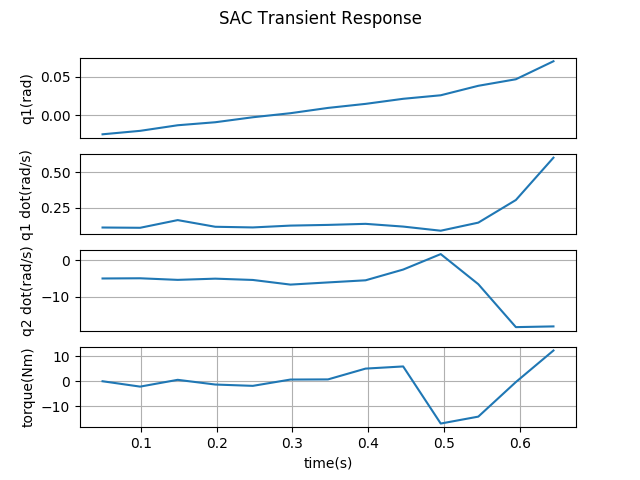 SAC Transient Response
0.05
0.00
q1(rad)
0.50
0.25
q1 dot(rad/s)
0
−10
q2 dot(rad/s)
10
0
−10
torque(Nm)
0.1 0.2 0.3 0.4 0.5 0.6
time(s)